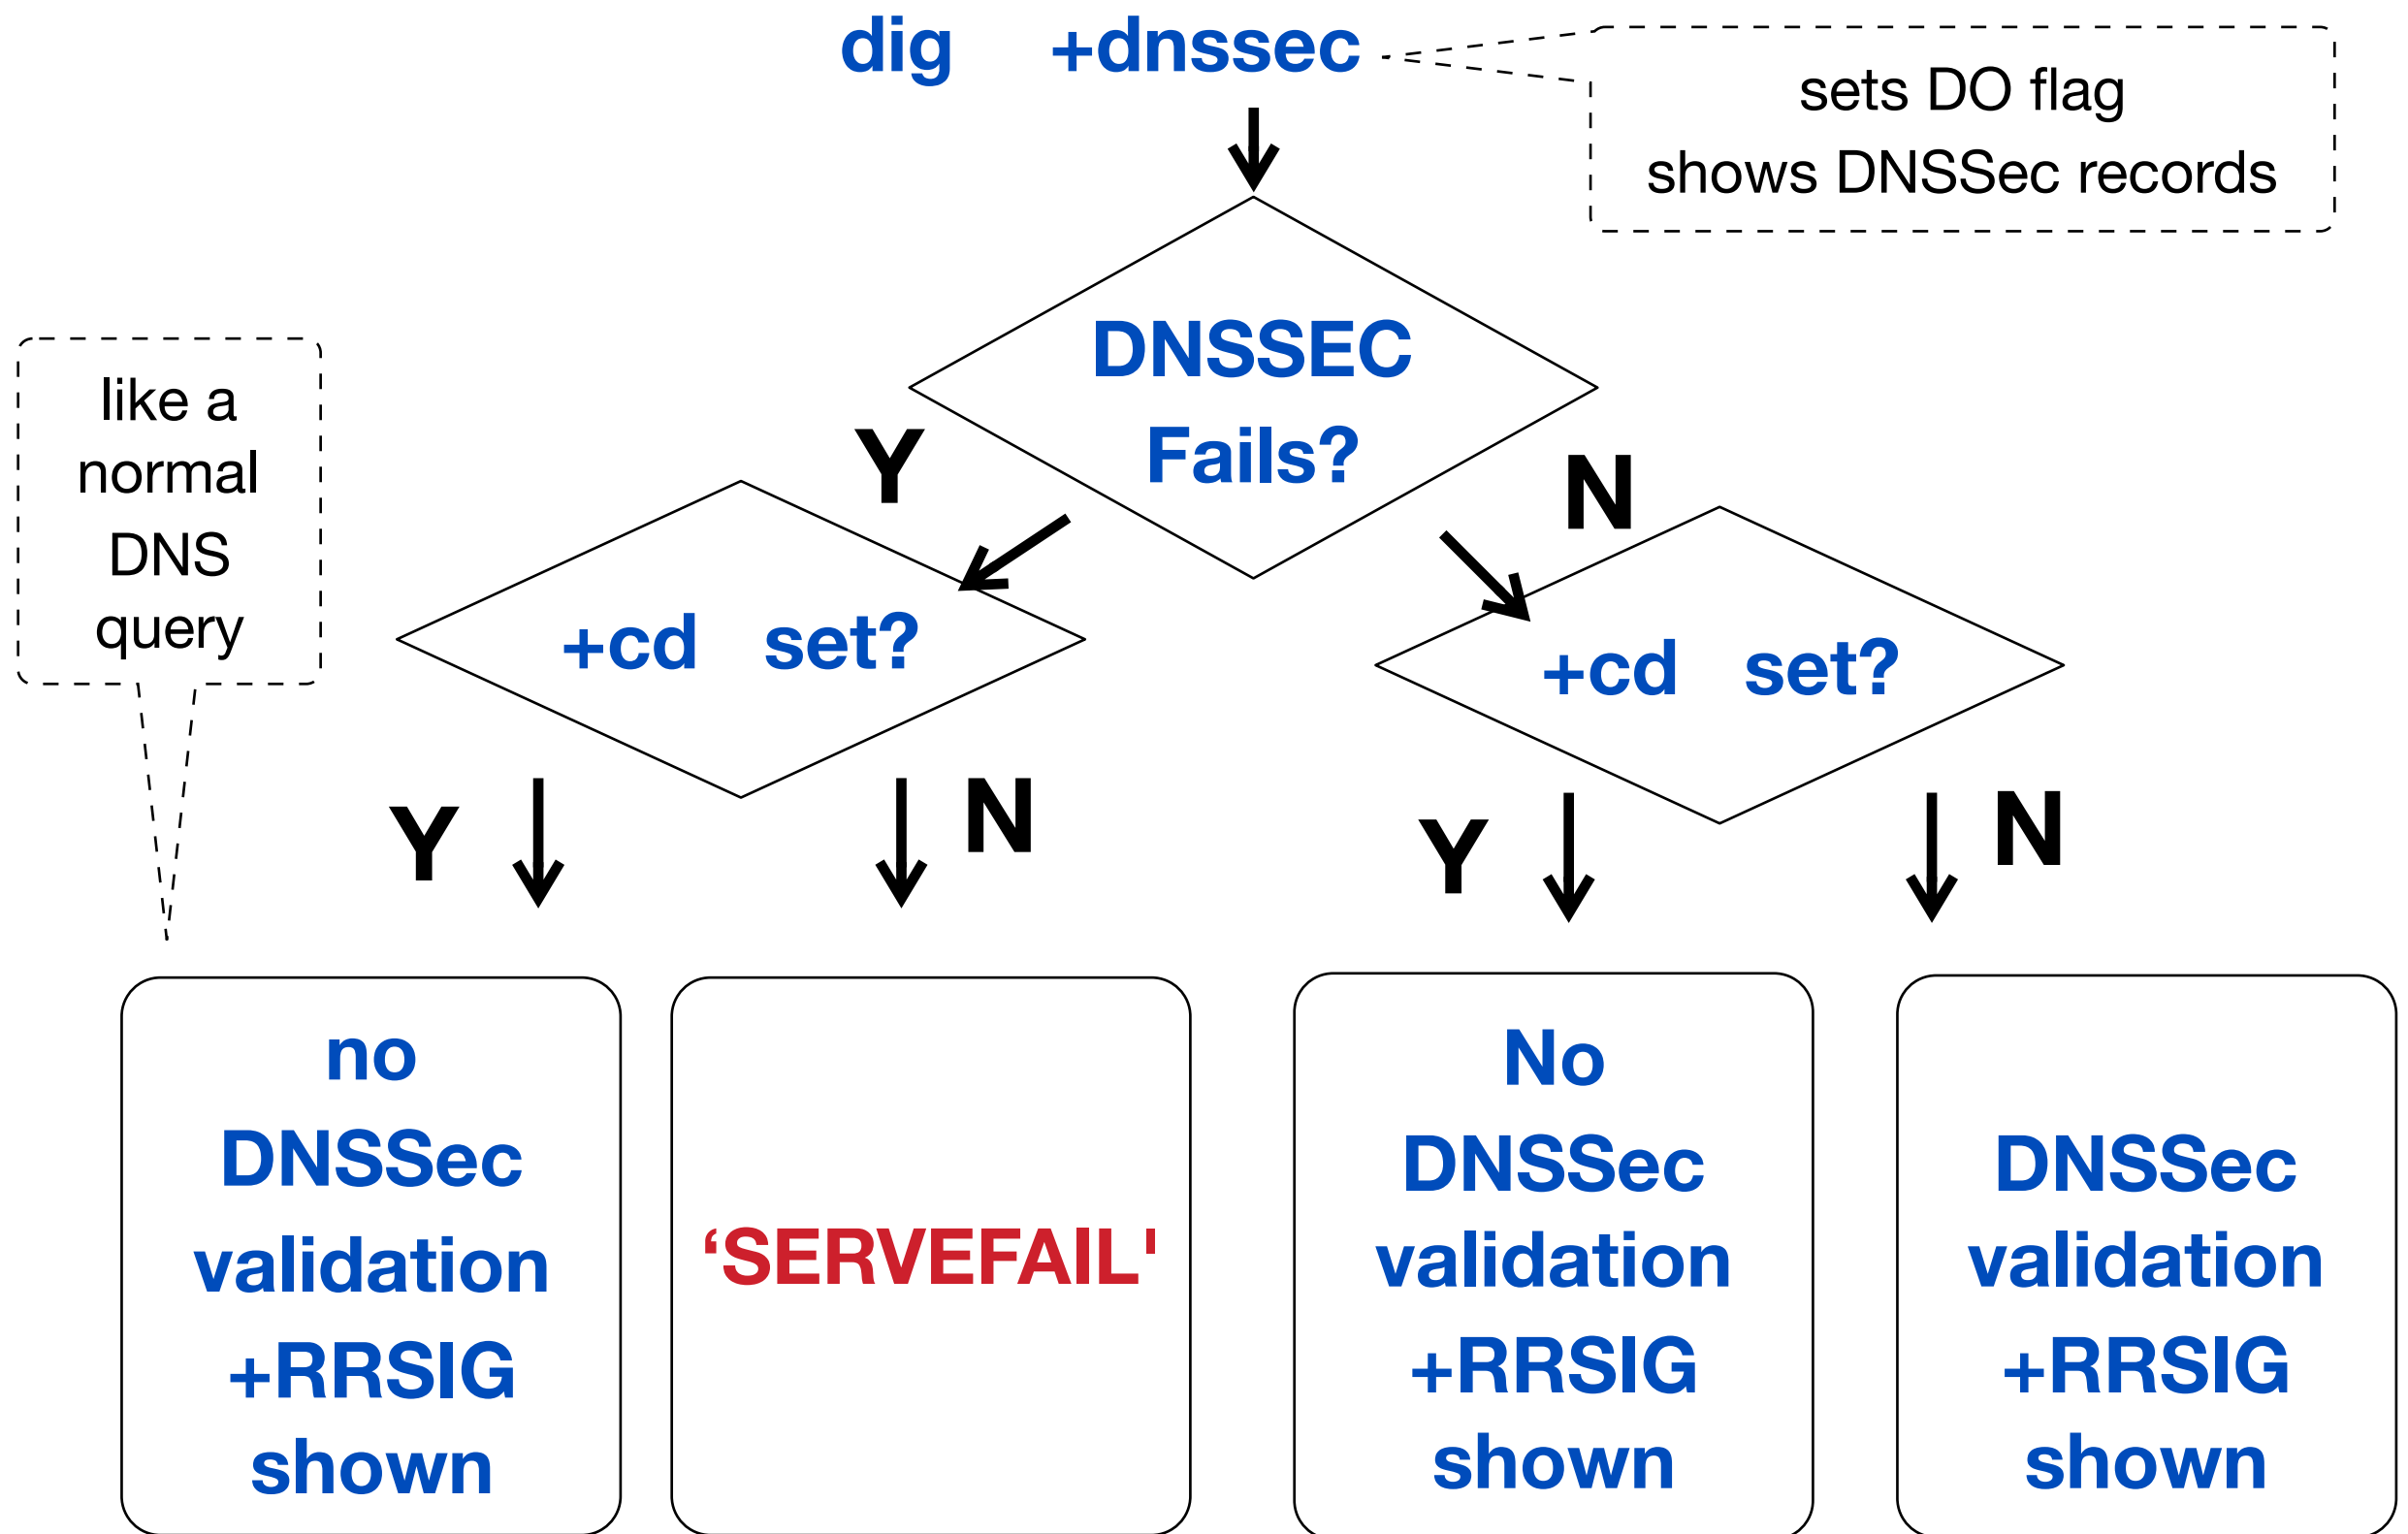 dig +dnssec
sets DO flag
shows DNSSec records
DNSSEC
Fails?
like a
normal
DNS
query
Y
N
+cd set?
+cd set?
Y
N
Y
N
no
DNSSec
validation
+RRSIG
shown
‘SERVEFAIL'
No
DNSSec
validation
+RRSIG
shown
DNSSec
validation
+RRSIG
shown